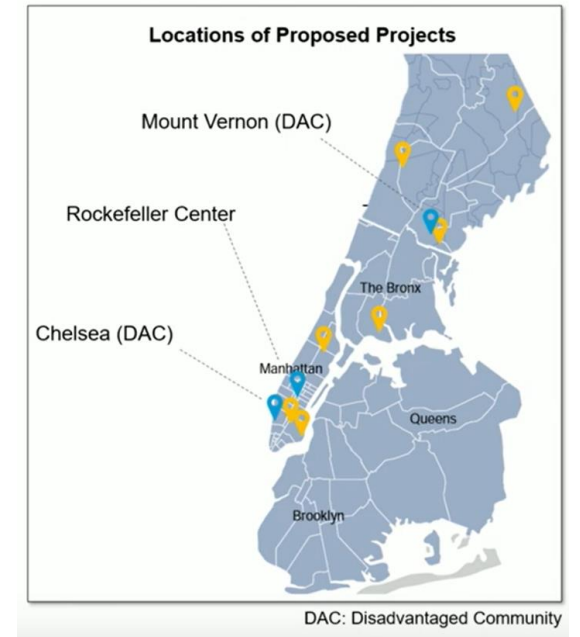 Locations of Proposed Projects
Mount Vernon (DAC)
Rockefeller Center
The Bronx
Chelsea (DAC)
Manhattan
Queens
Brooklyn
DAC: Disadvantaged Community